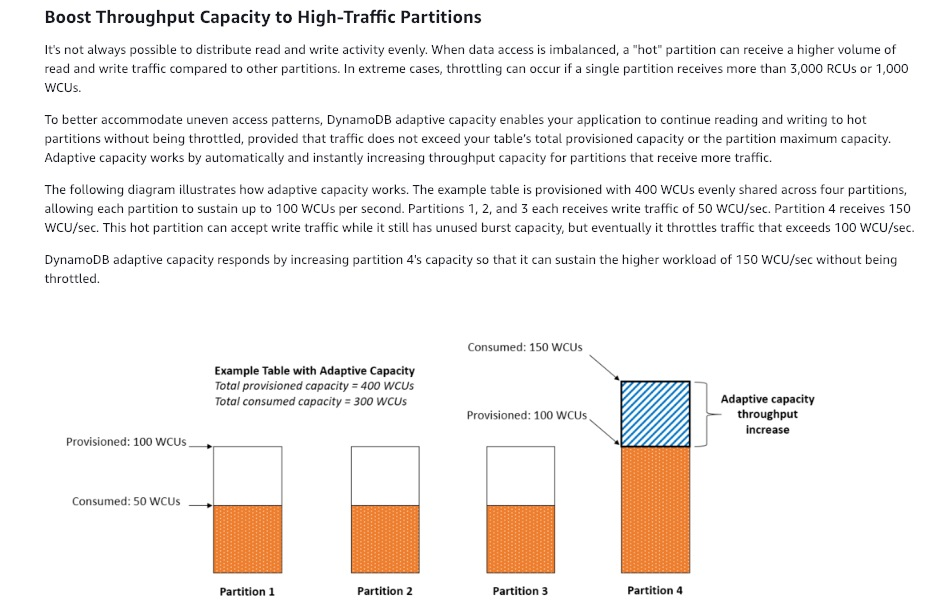 Boost Throughput Capacity to High-Traffic Partitions
It's not always possible to distribute read and write activity evenly. When data access is imbalanced, a "hot" partition can receive a higher volume of
read and write traffic compared to other partitions. In extreme cases, throttling can occur if a single partition receives more than 3,000 RCUs or 1,000
WCUs.
To better accommodate uneven access patterns, DynamoDB adaptive capacity enables your application to continue reading and writing to hot
partitions without being throttled, provided that traffic does not exceed your table's total provisioned capacity or the partition maximum capacity.
Adaptive capacity works by automatically and instantly increasing throughput capacity for partitions that receive more traffic.
The following diagram illustrates how adaptive capacity works. The example table is provisioned with 400 WCUs evenly shared across four partitions,
allowing each partition to sustain up to 100 WCUs per second. Partitions 1, 2, and 3 each receives write traffic of 50 WCU/sec. Partition 4 receives 150
WCU/sec. This hot partition can accept write traffic while it still has unused burst capacity, but eventually it throttles traffic that exceeds 100 WCU/sec.
DynamoDB adaptive capacity responds by increasing partition 4's capacity so that it can sustain the higher workload of 150 WCU/sec without being
throttled.
Consumed: 150 WCUs
Example Table with Adaptive Capacity
Total provisioned capacity = 400 WCUs
Total consumed capacity = 300 WCUs
Adaptive capacity
throughput
increase
Provisioned: 100 WCUs
Provisioned: 100 WCUs
Consumed: 50 WCUs
Partition 1
Partition 2
Partition 3
Partition 4